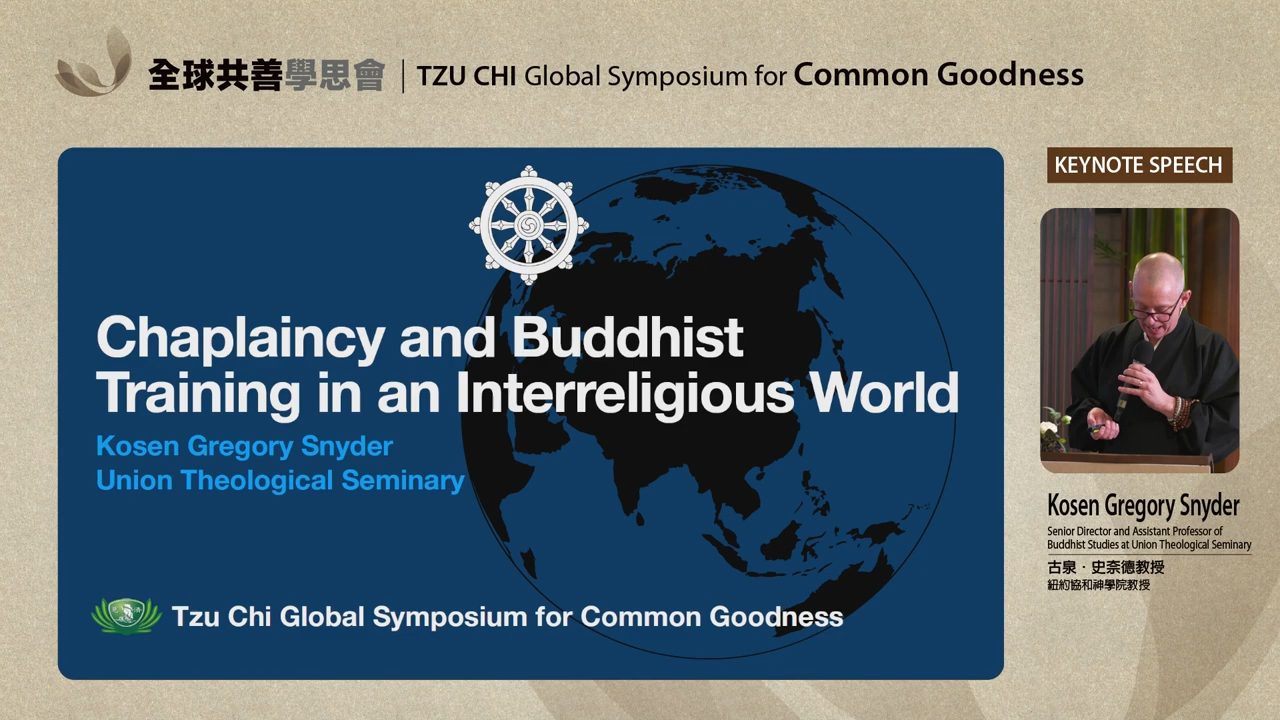 全球共善學思會 | TZU CHI Global Symposium for Common Goodness
KEYNOTE SPEECH
Chaplaincy and Buddhist
Training in an Interreligious World
Kosen Gregory Snyder
Union Theological Seminary
Tzu Chi Global Symposium for Common Goodness
Kosen Gregory Snyder
Senior Director and Assistant Professor of
Buddhist Studies at Union Theological Seminary
古泉．史奈德教授
紐約協和神學院教授